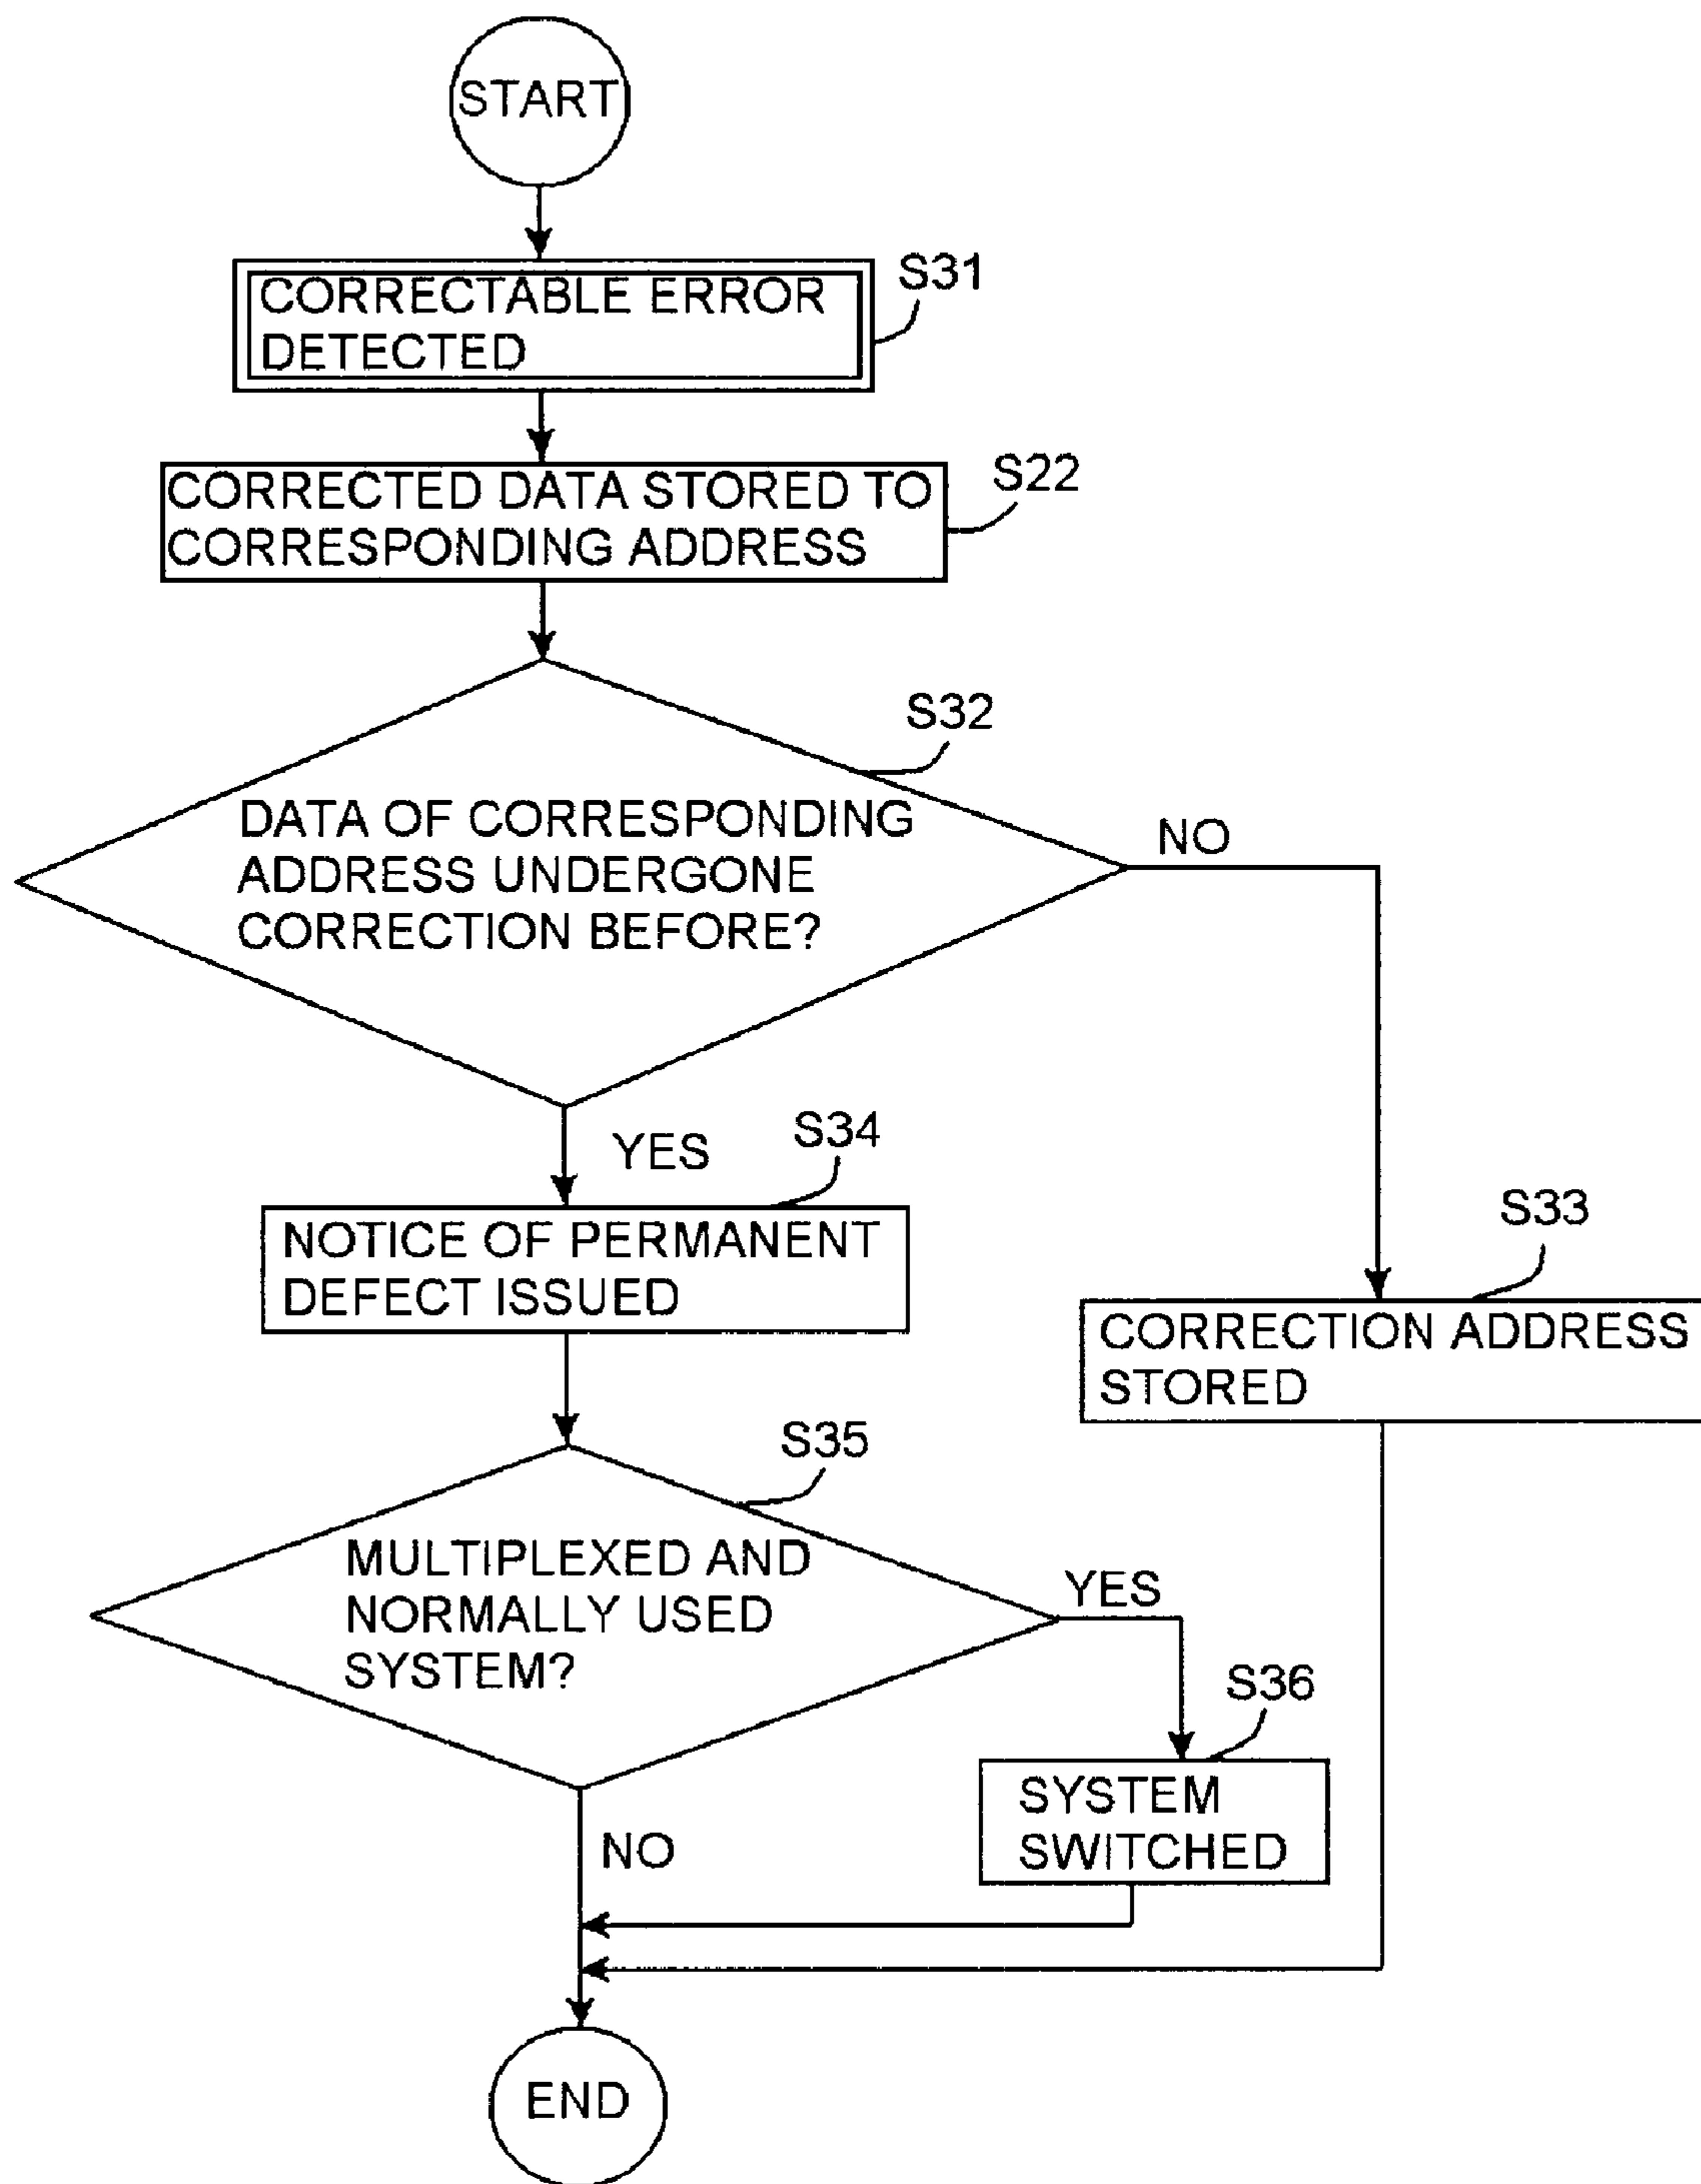 START
S31
CORRECTABLE ERROR
DETECTED
S22
CORRECTED DATA STORED TO
CORRESPONDING ADDRESS
S32
DATA OF CORRESPONDING
ADDRESS UNDERGONE
CORRECTION BEFORE?
NO
YES
S34
NOTICE OF PERMANENT
DEFECT ISSUED
S33
CORRECTION ADDRESS
STORED
S35
MULTIPLEXED AND
NORMALLY USED
SYSTEM?
YES
S36
SYSTEM
SWITCHED
NO
END